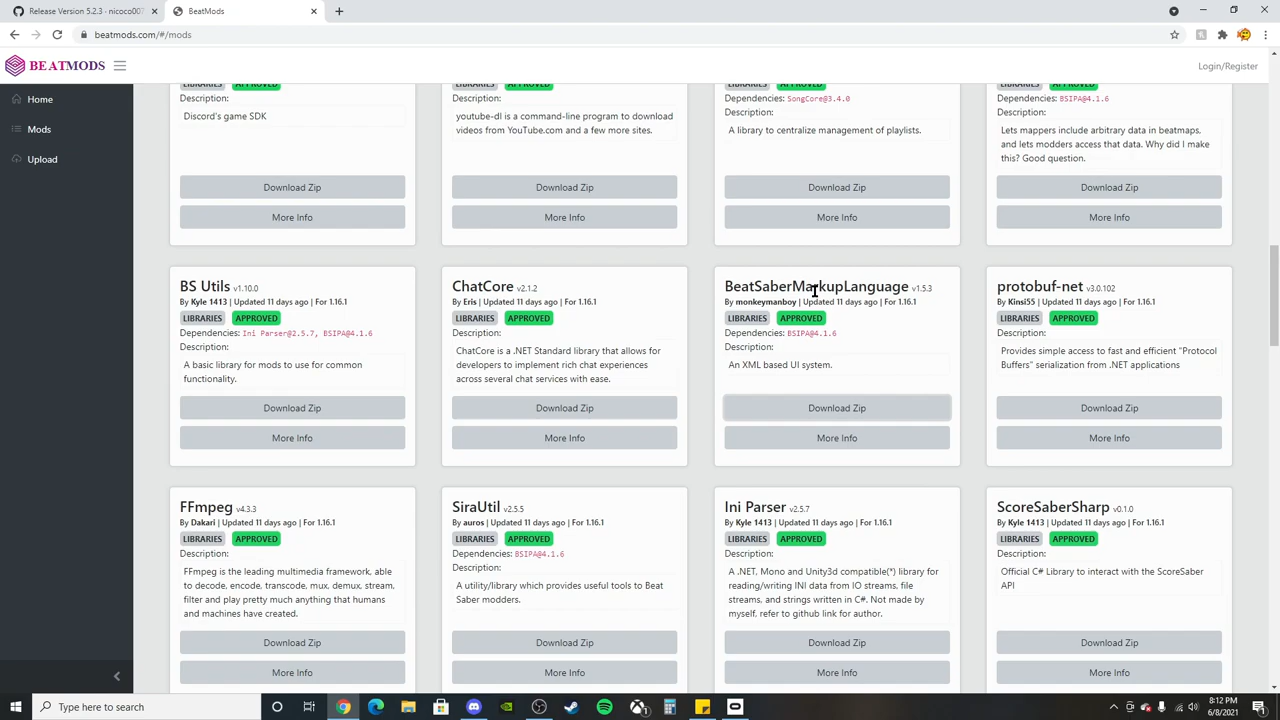 Release Version 5.2.3 - nicoco007
BeatMods
beatmods.com/#/mods
BEATMODS
Login/Register
Home
Mods
Upload
LIBRARIES APPROVED
Description:
Discord's game SDK
Download Zip
More Info
LIBRARIES APPROVED
Description:
youtube-dl is a command-line program to download
videos from YouTube.com and a few more sites.
Download Zip
More Info
Dependencies: SongCore@3.4.0
Description:
A library to centralize management of playlists.
Download Zip
More Info
LIBRARIES APPROVED
Dependencies: BSIPA@4.1.6
Description:
Lets mappers include arbitrary data in beatmaps,
and lets modders access that data. Why did I make
this? Good question.
Download Zip
More Info
BS Utils v1.10.0
By Kyle 1413 | Updated 11 days ago | For 1.16.1
LIBRARIES APPROVED
Dependencies: Ini Parser@2.5.7, BSIPA@4.1.6
Description:
A basic library for mods to use for common
functionality.
Download Zip
More Info
ChatCore v2.1.2
By Eris | Updated 11 days ago | For 1.16.1
LIBRARIES APPROVED
Description:
ChatCore is a .NET Standard library that allows for
developers to implement rich chat experiences
across several chat services with ease.
Download Zip
More Info
BeatSaberMarkupLanguage v1.5.3
By monkeymanboy | Updated 11 days ago | For 1.16.1
LIBRARIES APPROVED
Dependencies: BSIPA@4.1.6
Description:
An XML based UI system.
Download Zip
More Info
protobuf-net v3.0.102
By Kinsi55 | Updated 11 days ago | For 1.16.1
LIBRARIES APPROVED
Description:
Provides simple access to fast and efficient "Protocol
Buffers" serialization from .NET applications
Download Zip
More Info
FFmpeg v4.3.3
By Dakari | Updated 11 days ago | For 1.16.1
LIBRARIES APPROVED
Description:
FFmpeg is the leading multimedia framework, able
to decode, encode, transcode, mux, demux, stream,
filter and play pretty much anything that humans
and machines have created.
Download Zip
More Info
SiraUtil v2.5.5
By auros | Updated 11 days ago | For 1.16.1
LIBRARIES APPROVED
Dependencies: BSIPA@4.1.6
Description:
A utility/library which provides useful tools to Beat
Saber modders.
Download Zip
More Info
Ini Parser v2.5.7
By Kyle 1413 | Updated 11 days ago | For 1.16.1
LIBRARIES APPROVED
Description:
A .NET, Mono and Unity3d compatible(*) library for
reading/writing INI data from IO streams, file
streams, and strings written in C#. Not made by
myself, refer to github link for author.
Download Zip
More Info
ScoreSaberSharp v0.1.0
By Kyle 1413 | Updated 11 days ago | For 1.16.1
LIBRARIES APPROVED
Description:
Official C# Library to interact with the ScoreSaber
API
Download Zip
More Info
Type here to search
8:12 PM
6/8/2021